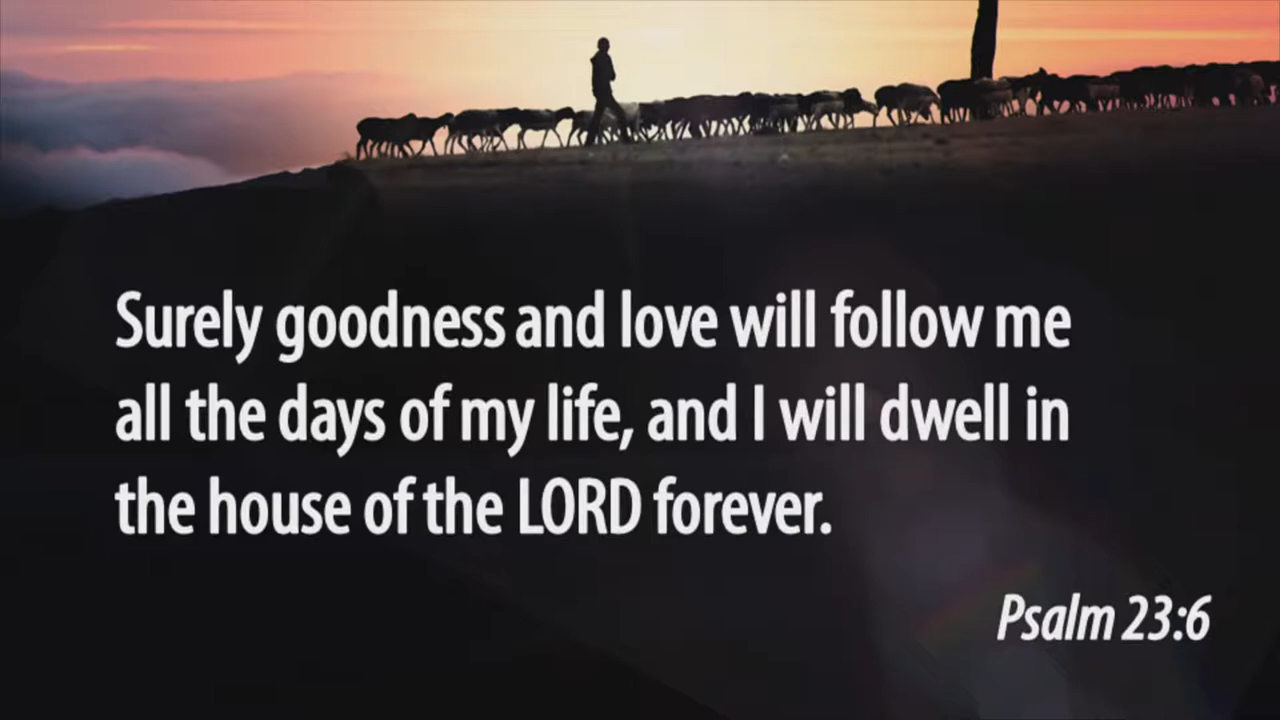 Surely goodness and love will follow me
all the days of my life, and I will dwell in
the house of the LORD forever.
Psalm 23:6